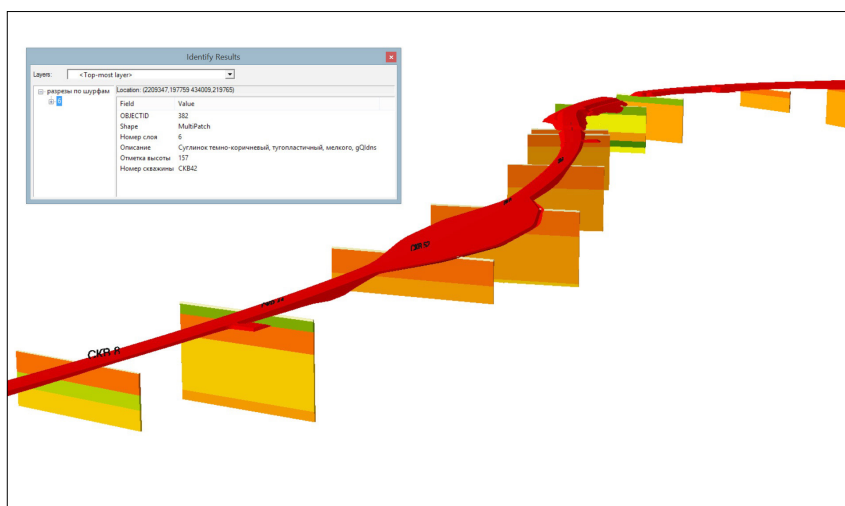 Identify Results
Layers: <Top-most layer>
разрезы по шурфам
6
Location: (2209347,197759 434009,219765)
Field Value
OBJECTID 382
Shape MultiPatch
Номер слоя 6
Описание Суглинок темно-коричневый, тугопластичный, мелкого, gQIdns
Отметка высоты 157
Номер скважины СКВ42
СКВ 8